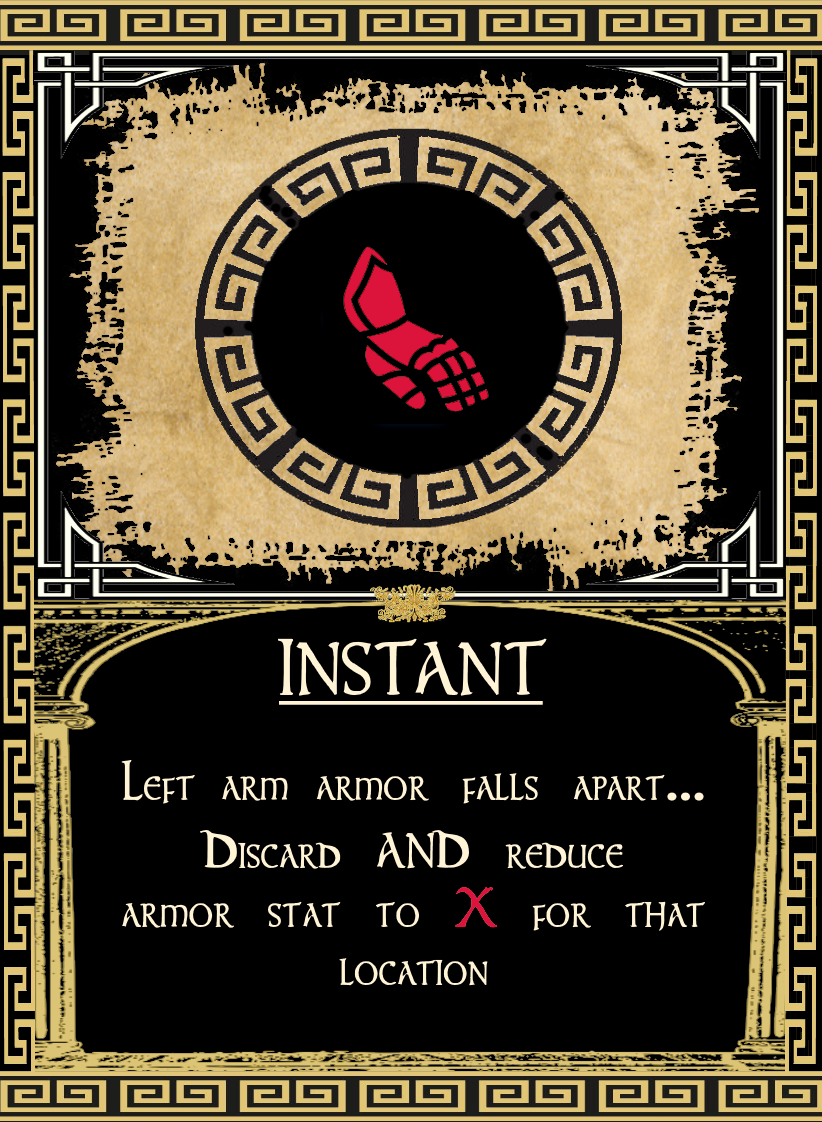 Instant
Left arm armor falls apart...
Discard AND reduce
armor stat to X for that
location